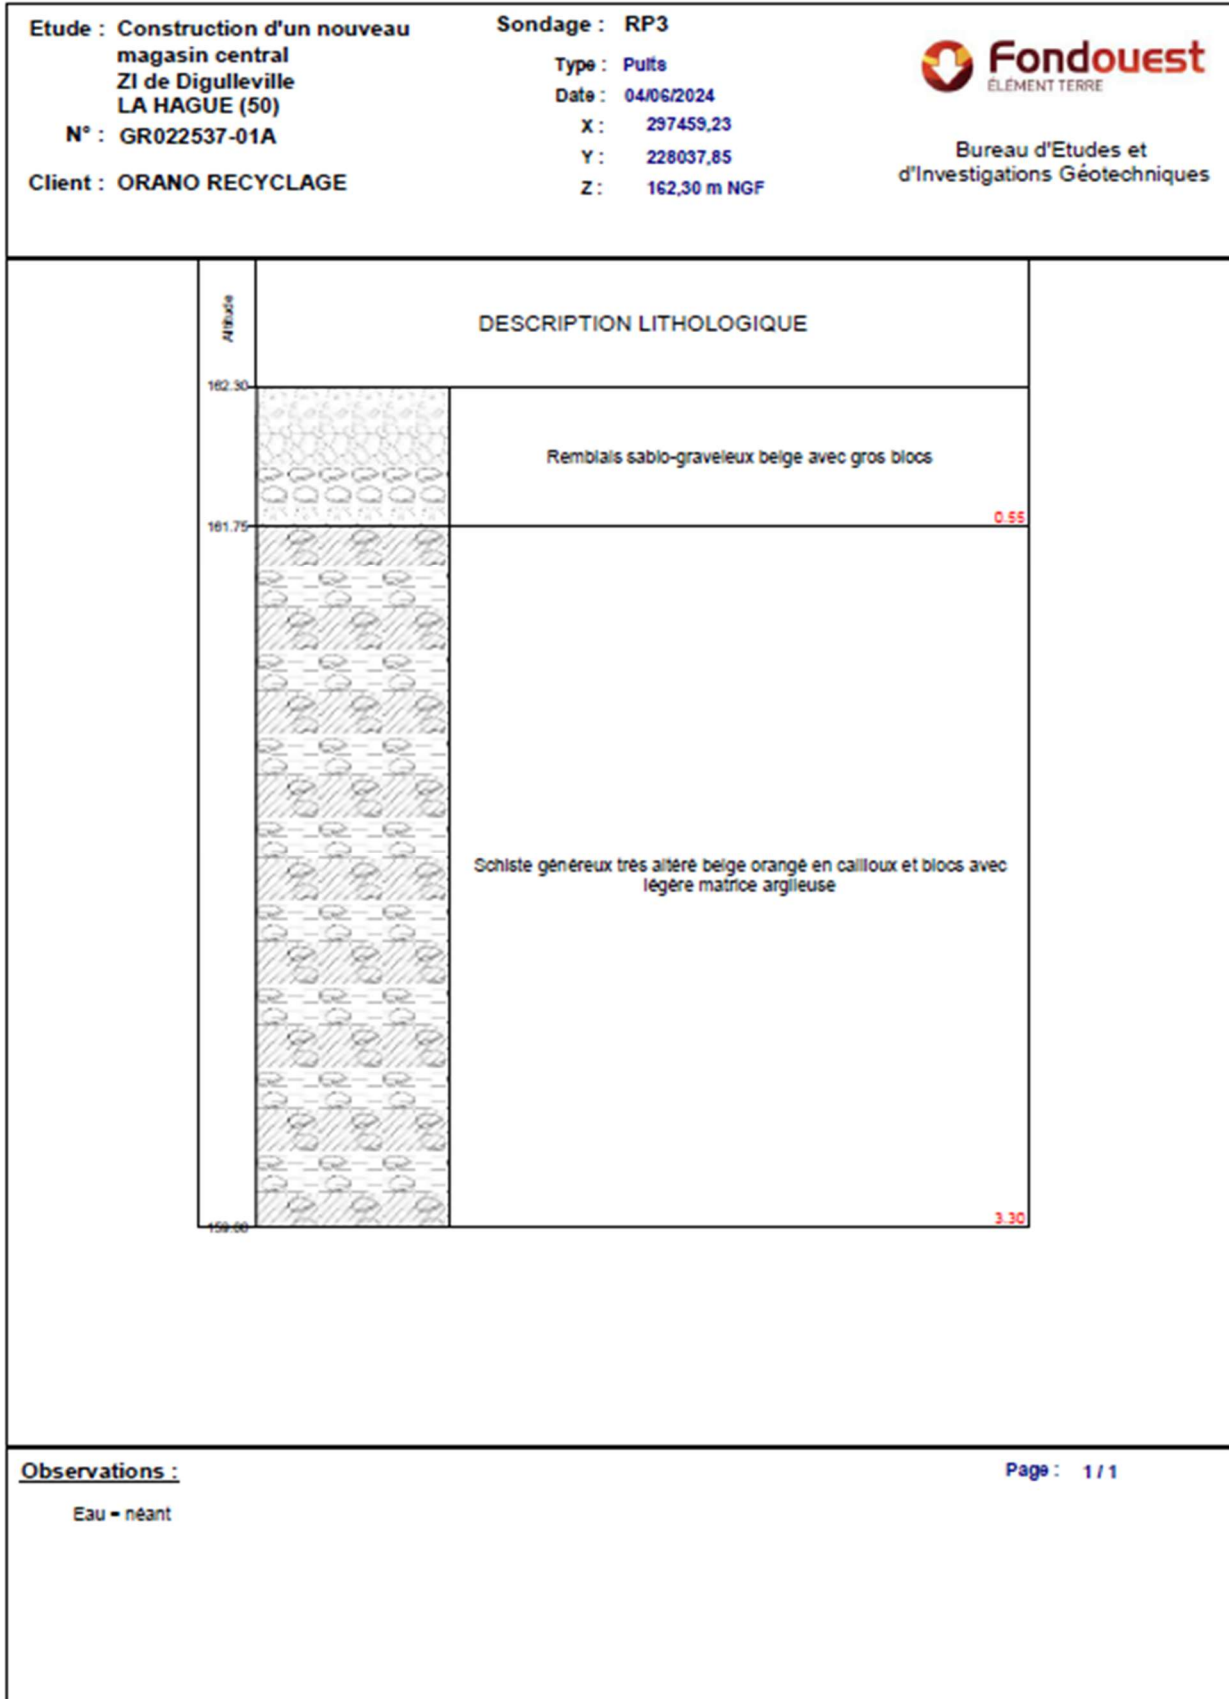 Etude : Construction d'un nouveau
magasin central
ZI de Digulleville
LA HAGUE (50)
N° : GR022537-01A
Client : ORANO RECYCLAGE
Sondage : RP3
Type : Puits
Date : 04/06/2024
X : 297459,23
Y : 228037,85
Z : 162,30 m NGF
Fondouest
ÉLÉMENT TERRE
Bureau d'Etudes et
d'Investigations Géotechniques
Altitude
DESCRIPTION LITHOLOGIQUE
162.30
Remblais sablo-graveleux beige avec gros blocs
0.55
161.75
Schiste généreux très altéré beige orangé en cailloux et blocs avec
légère matrice argileuse
3.30
159.00
Observations :
Page : 1 / 1
Eau = néant